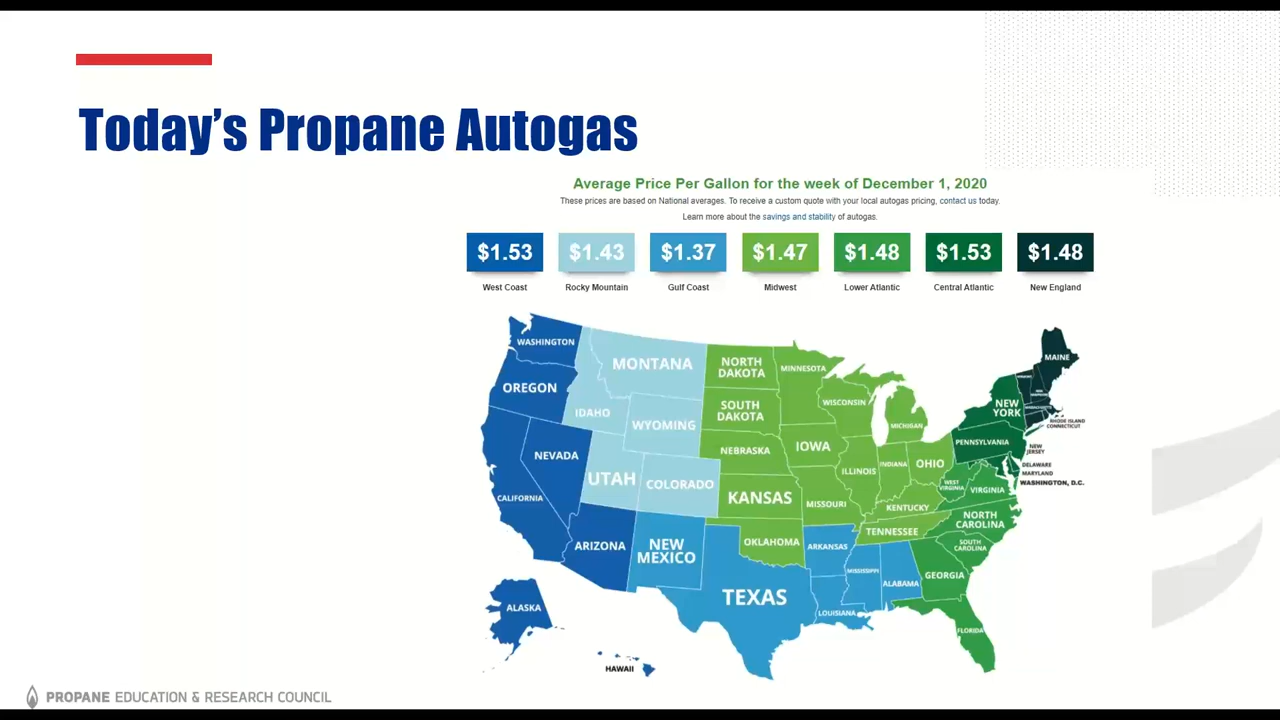 Today's Propane Autogas
Average Price Per Gallon for the week of December 1, 2020
These prices are based on National averages. To receive a custom quote with your local autogas pricing, contact us today.
Learn more about the savings and stability of autogas.
$1.53 $1.43 $1.37 $1.47 $1.48 $1.53 $1.48
West Coast Rocky Mountain Gulf Coast Midwest Lower Atlantic Central Atlantic New England
WASHINGTON
OREGON
CALIFORNIA
NEVADA
ARIZONA
ALASKA
HAWAII
MONTANA
IDAHO
WYOMING
UTAH
COLORADO
NEW
MEXICO
TEXAS
ARKANSAS
LOUISIANA
MISSISSIPPI
ALABAMA
NORTH
DAKOTA
SOUTH
DAKOTA
NEBRASKA
KANSAS
OKLAHOMA
MINNESOTA
IOWA
MISSOURI
WISCONSIN
ILLINOIS
MICHIGAN
INDIANA
OHIO
KENTUCKY
TENNESSEE
WEST
VIRGINIA
VIRGINIA
NORTH
CAROLINA
SOUTH
CAROLINA
GEORGIA
FLORIDA
NEW
YORK
PENNSYLVANIA
NEW
JERSEY
DELAWARE
MARYLAND
WASHINGTON, D.C.
MAINE
RHODE ISLAND
CONNECTICUT
PROPANE EDUCATION & RESEARCH COUNCIL